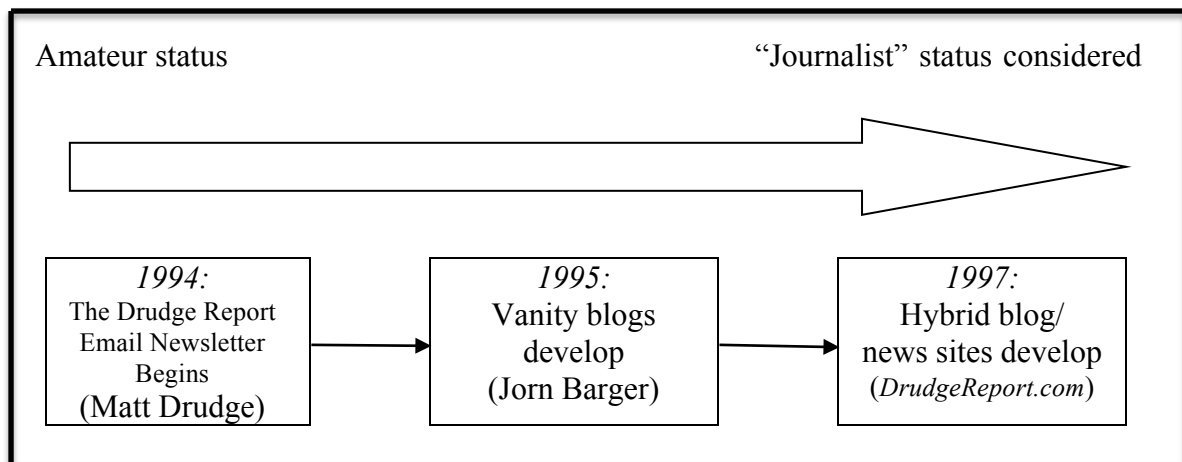 Amateur status
“Journalist” status considered
1994:
The Drudge Report
Email Newsletter
Begins
(Matt Drudge)
1995:
Vanity blogs
develop
(Jorn Barger)
1997:
Hybrid blog/
news sites develop
(DrudgeReport.com)